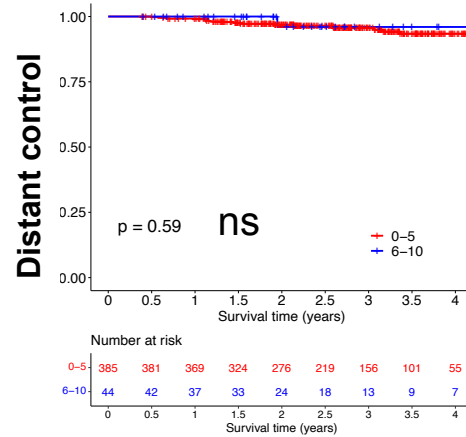 Distant control
1.00
0.75
0.50
0.25
0.00
p = 0.59
ns
0–5
6–10
0 0.5 1 1.5 2 2.5 3 3.5 4
Survival time (years)
Number at risk
0–5 385 381 369 324 276 219 156 101 55
6–10 44 42 37 33 24 18 13 9 7
0 0.5 1 1.5 2 2.5 3 3.5 4
Survival time (years)